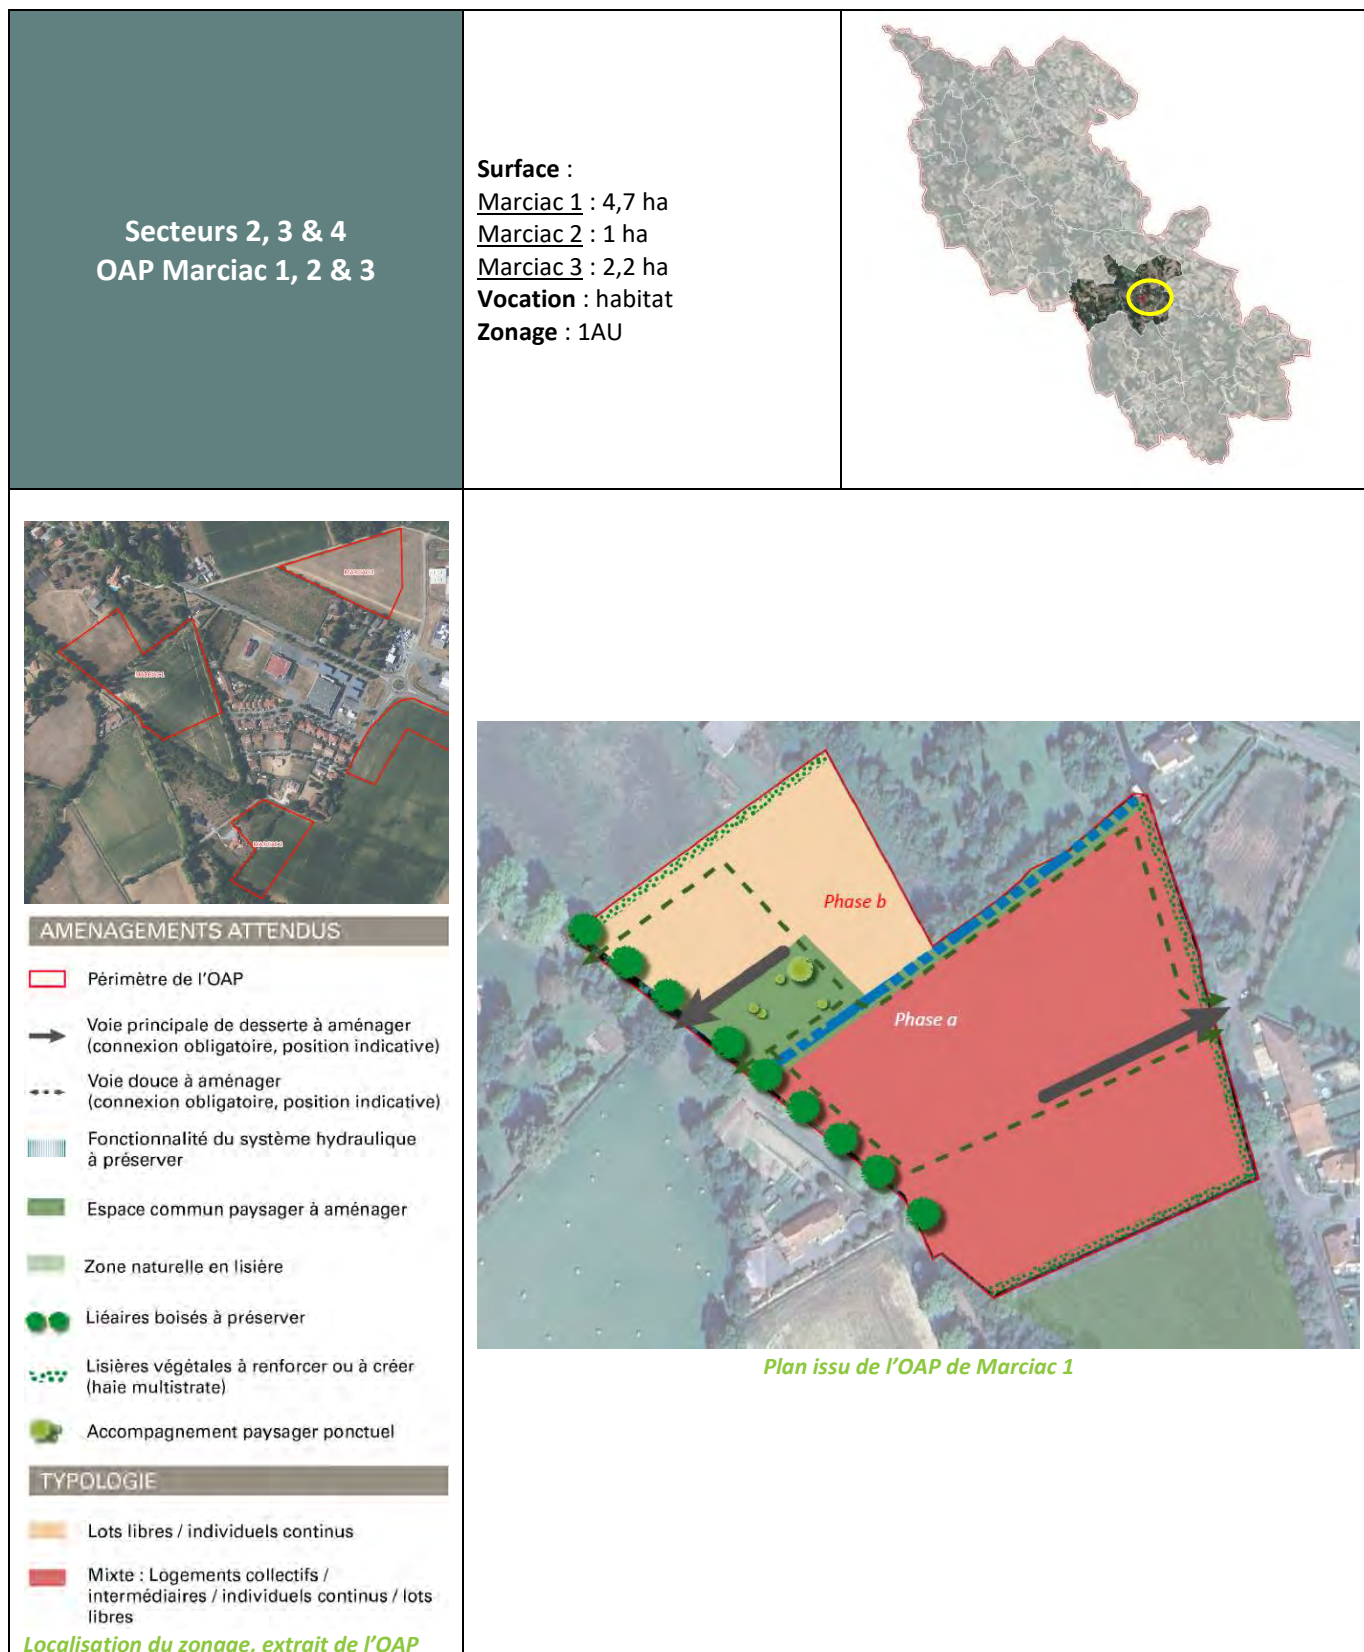 Secteurs 2, 3 & 4
OAP Marciac 1, 2 & 3
Surface :
Marciac 1 : 4,7 ha
Marciac 2 : 1 ha
Marciac 3 : 2,2 ha
Vocation : habitat
Zonage : 1AU
AMENAGEMENTS ATTENDUS
Périmètre de l'OAP
Voie principale de desserte à aménager
(connexion obligatoire, position indicative)
Voie douce à aménager
(connexion obligatoire, position indicative)
Fonctionnalité du système hydraulique
à préserver
Espace commun paysager à aménager
Zone naturelle en lisière
Liéaires boisés à préserver
Lisières végétales à renforcer ou à créer
(haie multistrate)
Accompagnement paysager ponctuel
TYPOLOGIE
Lots libres / individuels continus
Mixte : Logements collectifs /
intermédiaires / individuels continus / lots
libres
Localisation du zonage, extrait de l'OAP
Phase b
Phase a
Plan issu de l'OAP de Marciac 1